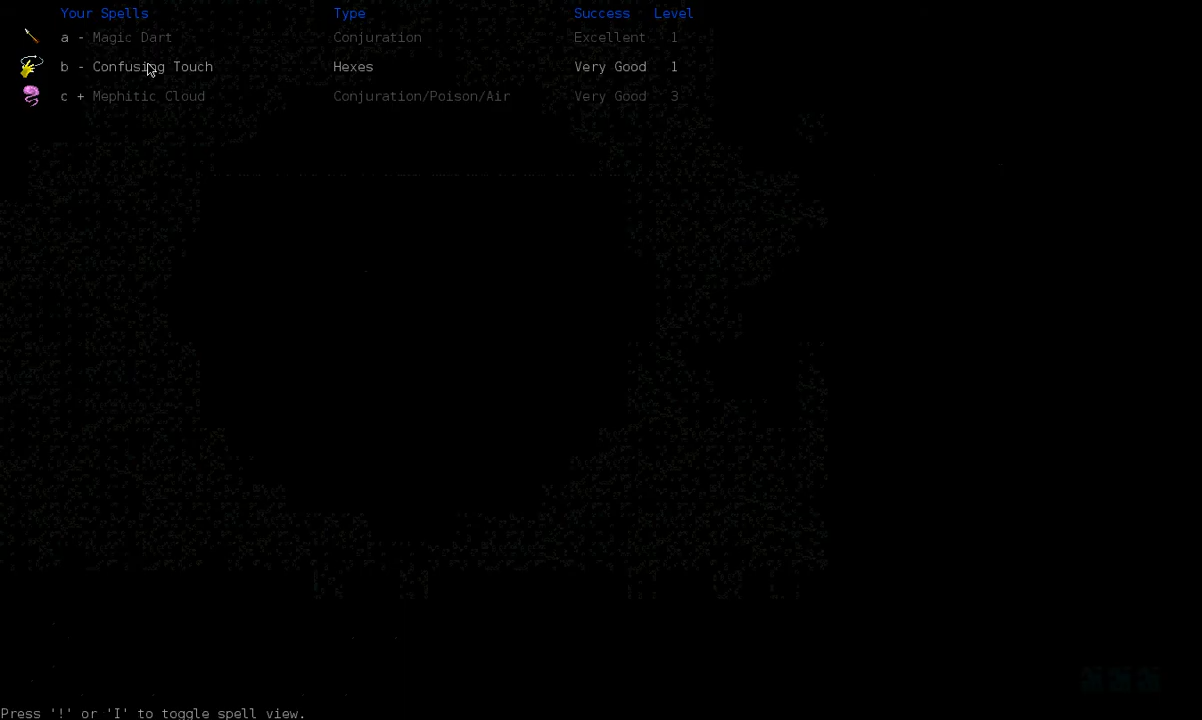 Your Spells Type Success Level
a - Magic Dart Conjuration Excellent 1
b - Confusing Touch Hexes Very Good 1
c + Mephitic Cloud Conjuration/Poison/Air Very Good 3
Press '!' or 'I' to toggle spell view.